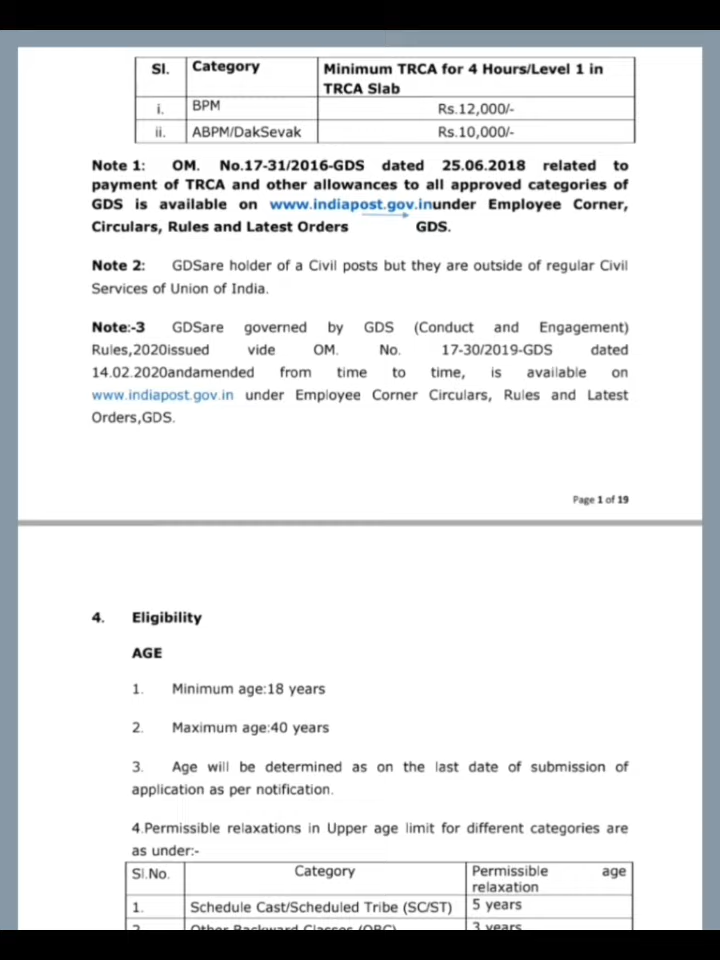 Sl. Category Minimum TRCA for 4 Hours/Level 1 in
TRCA Slab
i. BPM Rs.12,000/-
ii. ABPM/DakSevak Rs.10,000/-
Note 1: OM. No.17-31/2016-GDS dated 25.06.2018 related to
payment of TRCA and other allowances to all approved categories of
GDS is available on www.indiapost.gov.inunder Employee Corner,
Circulars, Rules and Latest Orders GDS.
Note 2: GDSare holder of a Civil posts but they are outside of regular Civil
Services of Union of India.
Note:-3 GDSare governed by GDS (Conduct and Engagement)
Rules,2020issued vide OM. No. 17-30/2019-GDS dated
14.02.2020andamended from time to time, is available on
www.indiapost.gov.in under Employee Corner Circulars, Rules and Latest
Orders,GDS.
Page 1 of 19
4. Eligibility
AGE
1. Minimum age:18 years
2. Maximum age:40 years
3. Age will be determined as on the last date of submission of
application as per notification.
4.Permissible relaxations in Upper age limit for different categories are
as under:-
Sl.No. Category Permissible age
relaxation
1. Schedule Cast/Scheduled Tribe (SC/ST) 5 years
2. Other Backward Classes (OBC) 3 years